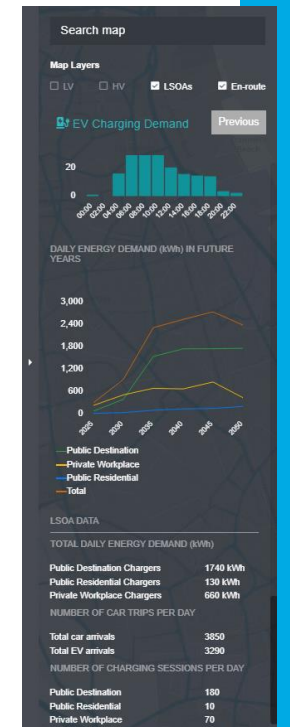 Search map
Map Layers
LV HV LSOAs En-route
EV Charging Demand Previous
20
0
00:00 02:00 04:00 06:00 08:00 10:00 12:00 14:00 16:00 18:00 20:00 22:00
DAILY ENERGY DEMAND (kWh) IN FUTURE
YEARS
3,000
2,400
1,800
1,200
600
0
2025 2030 2035 2040 2045 2050
Public Destination
Private Workplace
Public Residential
Total
LSOA DATA
TOTAL DAILY ENERGY DEMAND (kWh)
Public Destination Chargers 1740 kWh
Public Residential Chargers 130 kWh
Private Workplace Chargers 660 kWh
NUMBER OF CAR TRIPS PER DAY
Total car arrivals 3850
Total EV arrivals 3290
NUMBER OF CHARGING SESSIONS PER DAY
Public Destination 180
Public Residential 10
Private Workplace 70